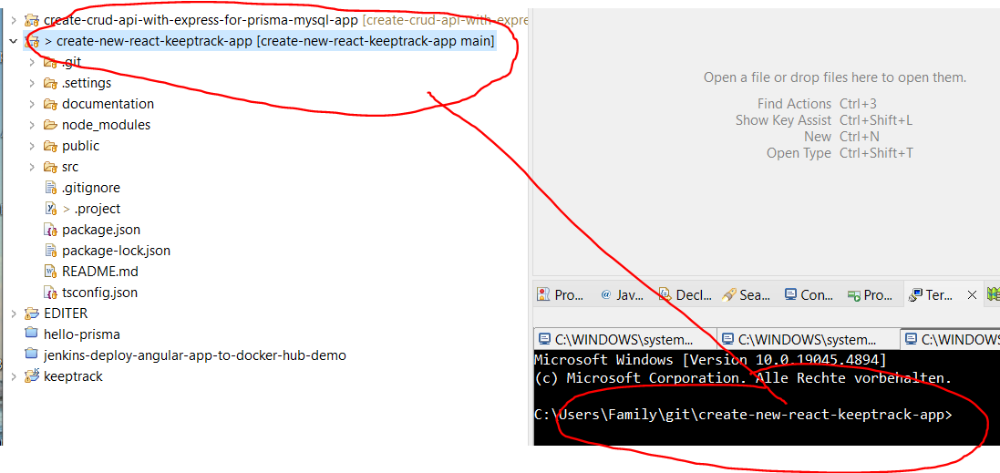 create-crud-api-with-express-for-prisma-mysql-app [create-crud-api-with-expre
> create-new-react-keeptrack-app [create-new-react-keeptrack-app main]
.git
.settings
documentation
node_modules
public
src
.gitignore
> .project
package.json
package-lock.json
README.md
tsconfig.json
EDITER
hello-prisma
jenkins-deploy-angular-app-to-docker-hub-demo
keeptrack
Open a file or drop files here to open them.
Find Actions Ctrl+3
Show Key Assist Ctrl+Shift+L
New Ctrl+N
Open Type Ctrl+Shift+T
Pro... @ Jav... Decl... Sea... Con... Pro... Ter...
C:\WINDOWS\system... C:\WINDOWS\system... C:\WINDOWS
Microsoft Windows [Version 10.0.19045.4894]
(c) Microsoft Corporation. Alle Rechte vorbehalten.
C:\Users\Family\git\create-new-react-keeptrack-app>